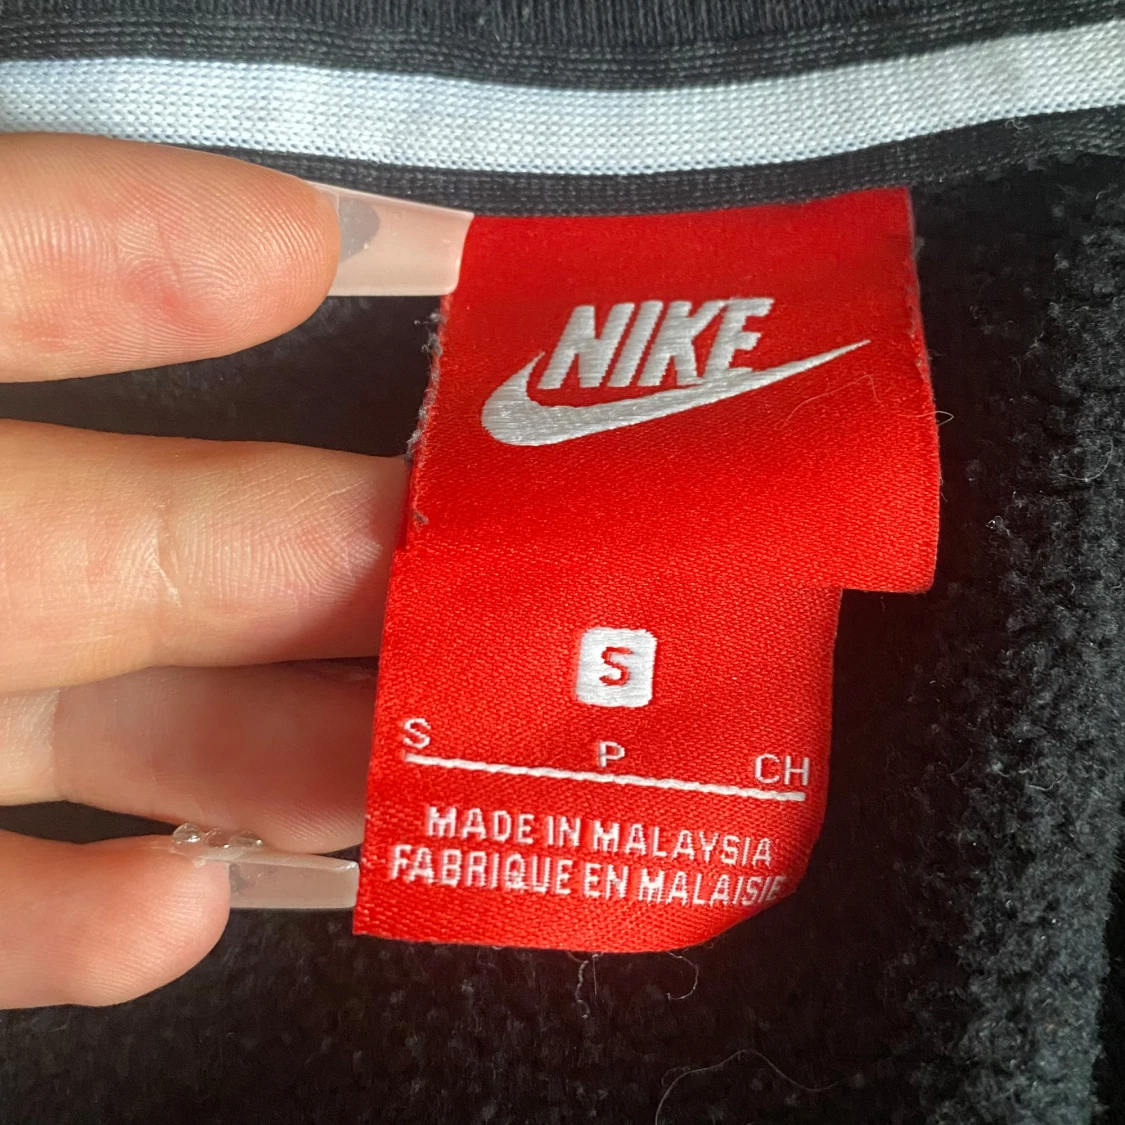 NIKE
S
S P CH
MADE IN MALAYSIA
FABRIQUE EN MALAISIE